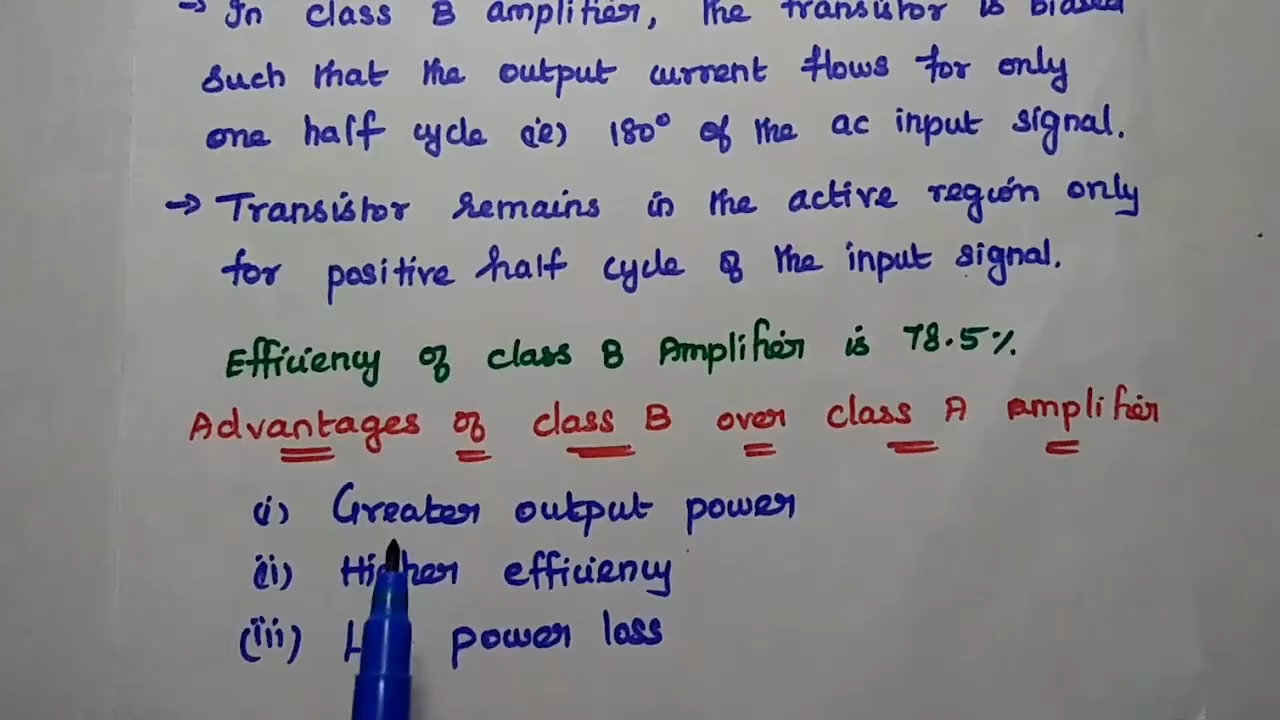 → In class B amplifier, the transistor is biased
such that the output current flows for only
one half cycle (ie) 180° of the ac input signal.
→ Transistor remains in the active region only
for positive half cycle of the input signal.
Efficiency of class B Amplifier is 78.5%.
Advantages of class B over class A amplifier
(i) Greater output power
(ii) Higher efficiency
(iii) power loss